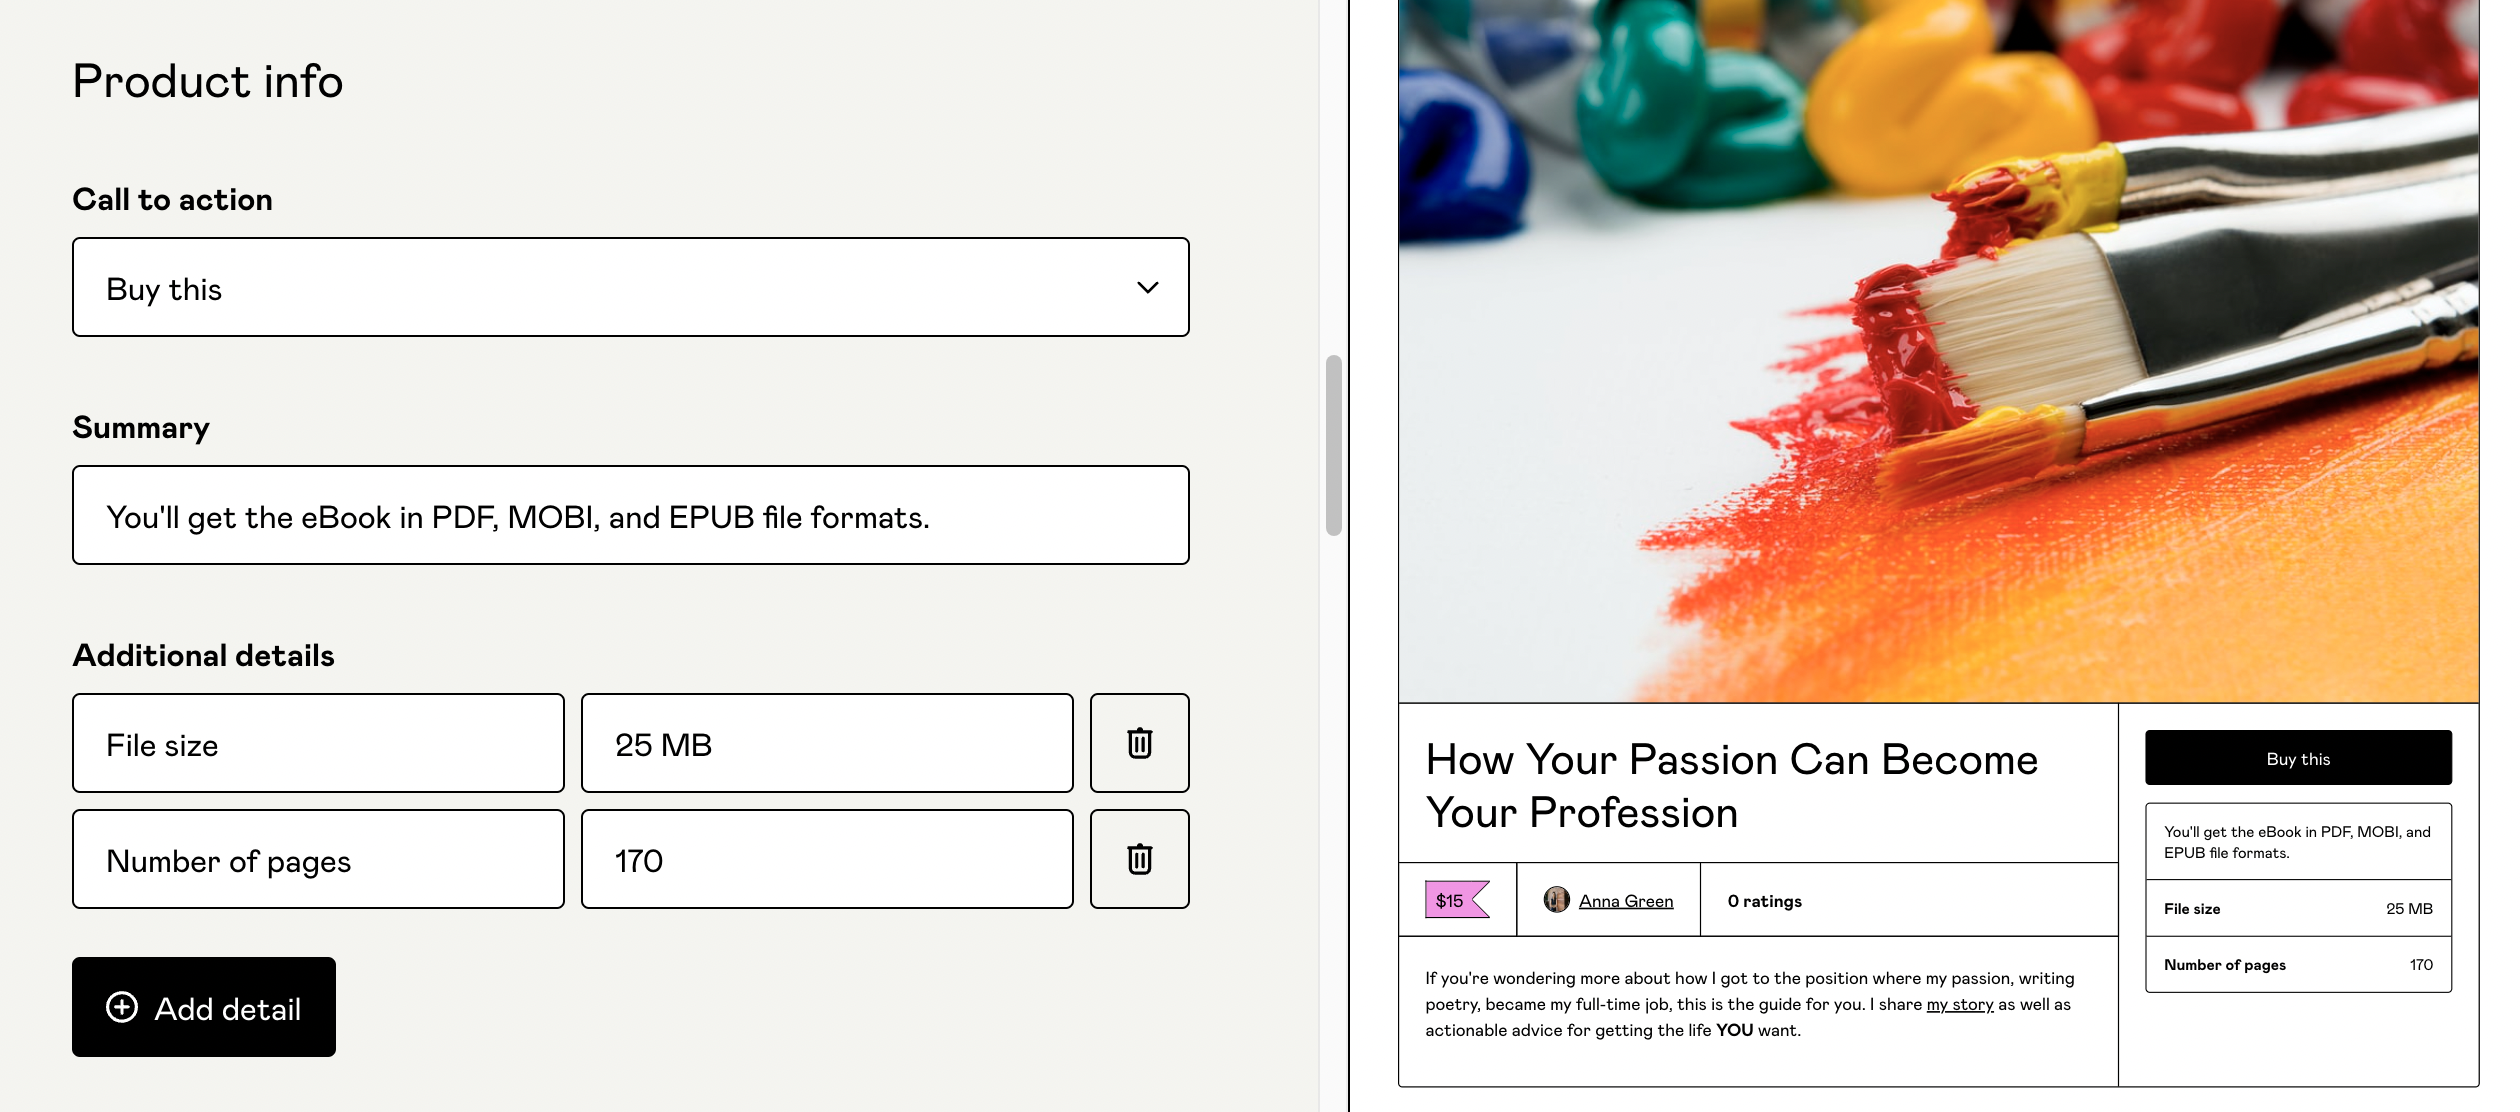 Product info
Call to action
Buy this
Summary
You'll get the eBook in PDF, MOBI, and EPUB file formats.
Additional details
File size
25 MB
Number of pages
170
Add detail
How Your Passion Can Become
Your Profession
$15
Anna Green
0 ratings
If you're wondering more about how I got to the position where my passion, writing
poetry, became my full-time job, this is the guide for you. I share my story as well as
actionable advice for getting the life YOU want.
Buy this
You'll get the eBook in PDF, MOBI, and
EPUB file formats.
File size
25 MB
Number of pages
170